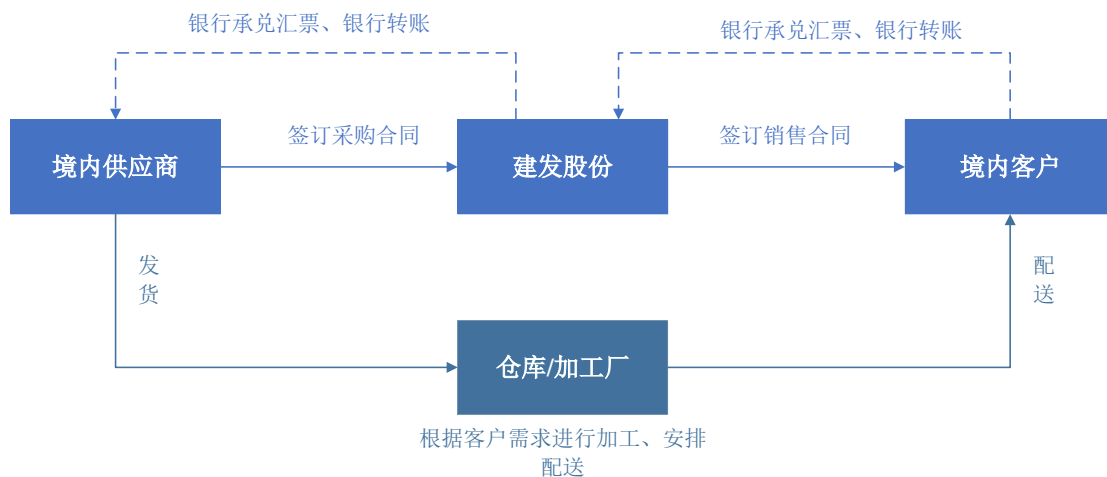 银行承兑汇票、银行转账
银行承兑汇票、银行转账
境内供应商
签订采购合同
建发股份
签订销售合同
境内客户
发
货
配
送
仓库/加工厂
根据客户需求进行加工、安排
配送